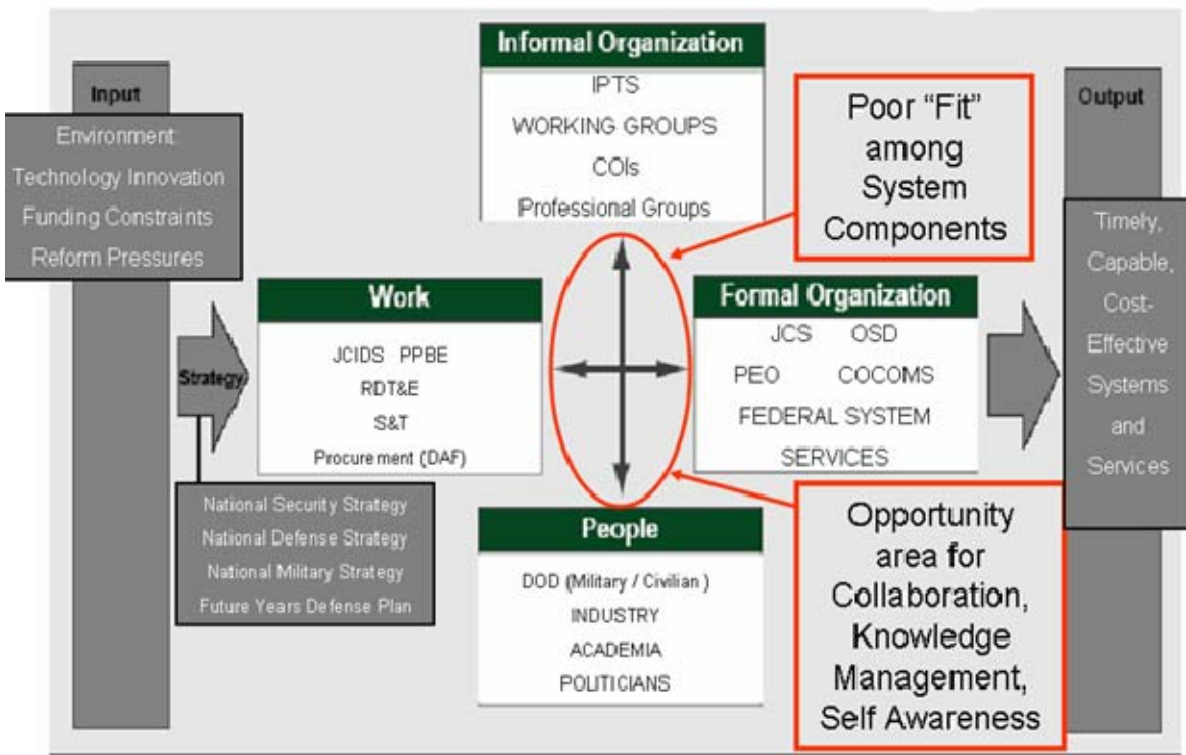 Input
Environment:
Technology Innovation
Funding Constraints
Reform Pressures
Strategy
National Security Strategy
National Defense Strategy
National Military Strategy
Future Years Defense Plan
Informal Organization
IPTS
WORKING GROUPS
COIs
Professional Groups
Work
JCIDS PPBE
RDT&E
S&T
Procurement (DAF)
Formal Organization
JCS OSD
PEO COCOMS
FEDERAL SYSTEM
SERVICES
People
DOD (Military / Civilian )
INDUSTRY
ACADEMIA
POLITICIANS
Poor “Fit”
among
System
Components
Opportunity
area for
Collaboration,
Knowledge
Management,
Self Awareness
Output
Timely,
Capable,
Cost-
Effective
Systems
and
Services